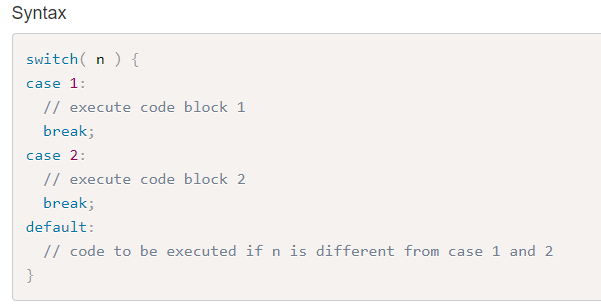 Syntax
switch( n ) {
case 1:
  // execute code block 1
  break;
case 2:
  // execute code block 2
  break;
default:
  // code to be executed if n is different from case 1 and 2
}